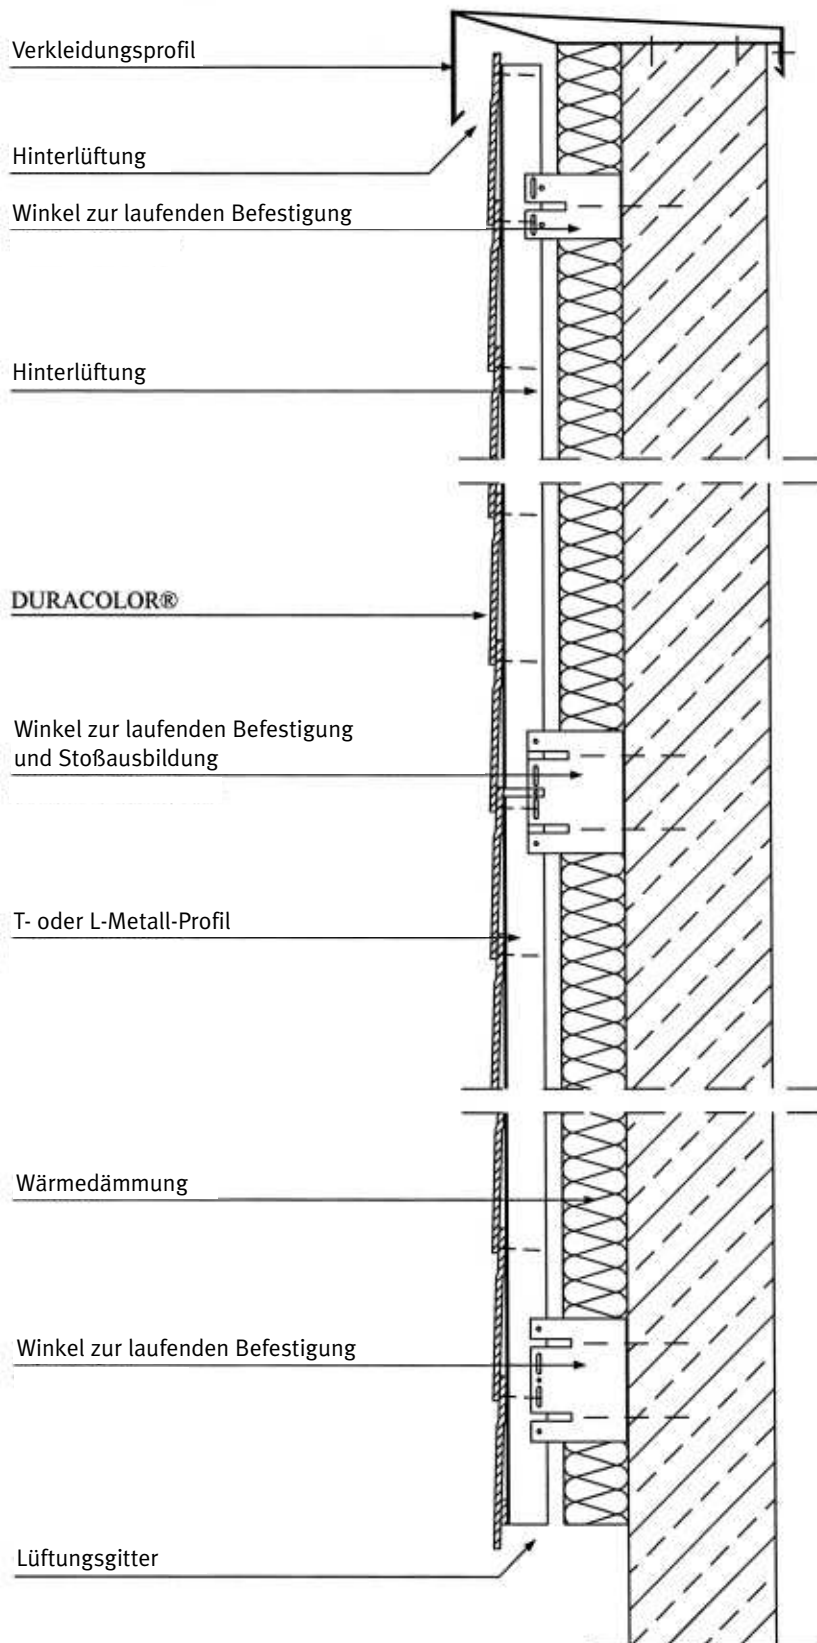 Verkleidungsprofil
Hinterlüftung
Winkel zur laufenden Befestigung
Hinterlüftung
DURACOLOR®
Winkel zur laufenden Befestigung
und Stoßausbildung
T- oder L-Metall-Profil
Wärmedämmung
Winkel zur laufenden Befestigung
Lüftungsgitter